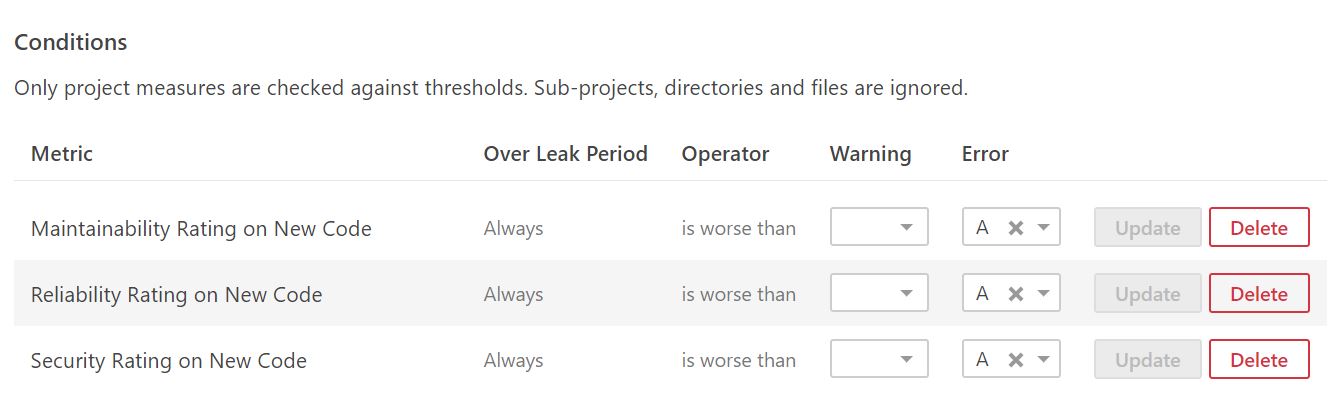 Conditions
Only project measures are checked against thresholds. Sub-projects, directories and files are ignored.
Metric Over Leak Period Operator Warning Error
Maintainability Rating on New Code Always is worse than A Update Delete
Reliability Rating on New Code Always is worse than A Update Delete
Security Rating on New Code Always is worse than A Update Delete